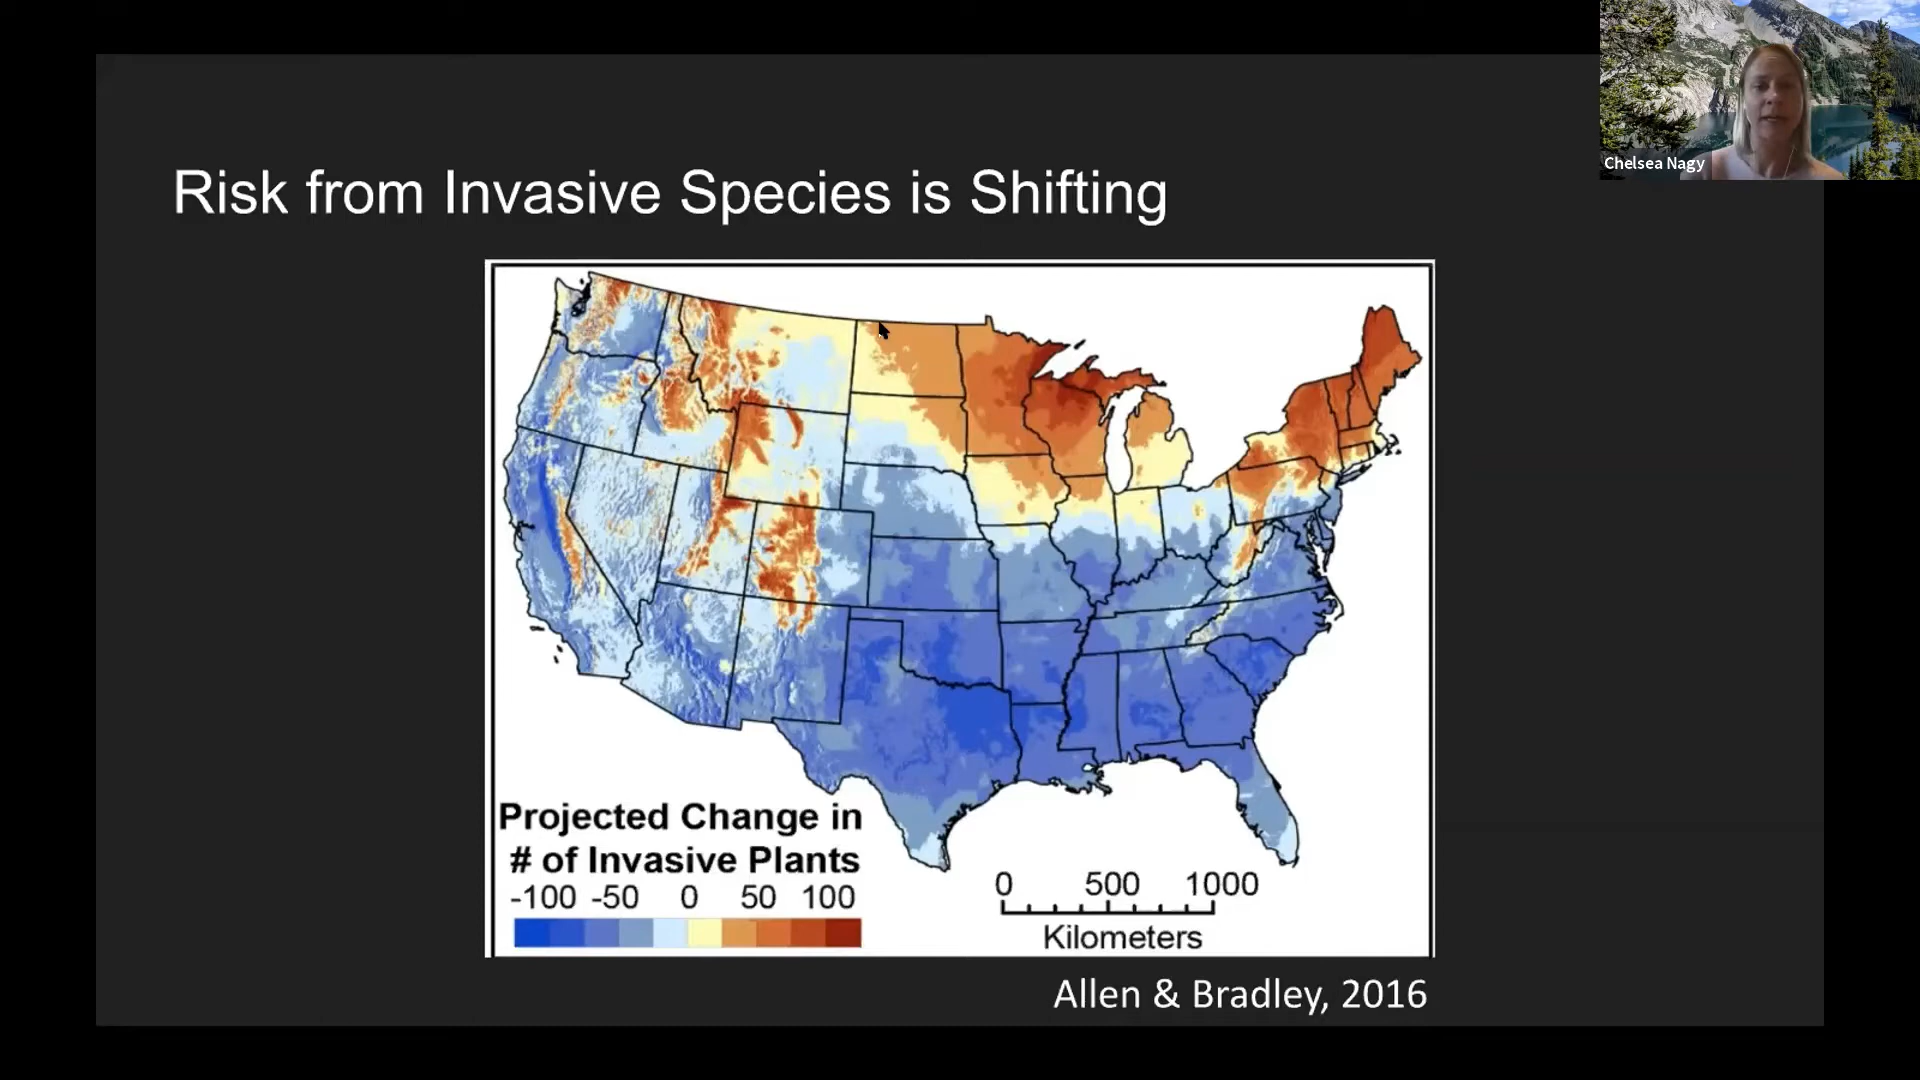 Chelsea Nagy
Risk from Invasive Species is Shifting
Projected Change in
# of Invasive Plants
-100 -50 0 50 100
0 500 1000
Kilometers
Allen & Bradley, 2016